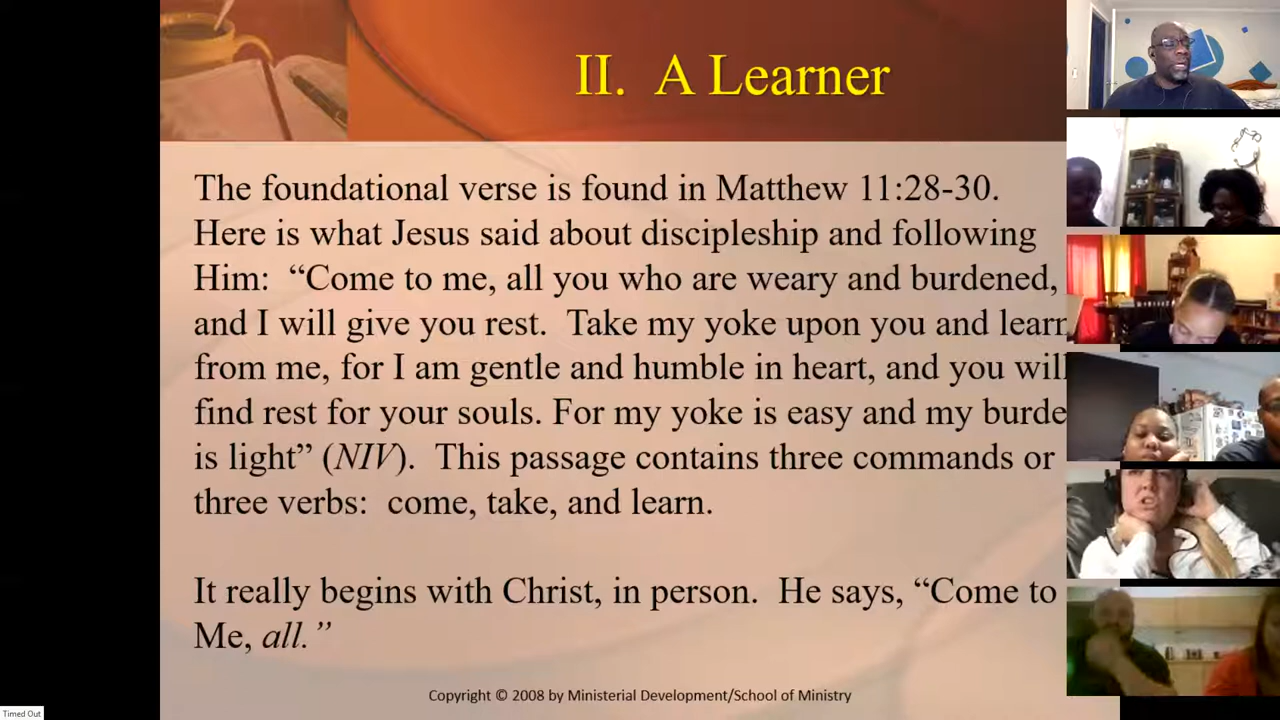 II. A Learner
The foundational verse is found in Matthew 11:28-30.
Here is what Jesus said about discipleship and following
Him: “Come to me, all you who are weary and burdened,
and I will give you rest. Take my yoke upon you and learn
from me, for I am gentle and humble in heart, and you will
find rest for your souls. For my yoke is easy and my burde
is light” (NIV). This passage contains three commands or
three verbs: come, take, and learn.
It really begins with Christ, in person. He says, “Come to
Me, all.”
Copyright © 2008 by Ministerial Development/School of Ministry
Timed Out